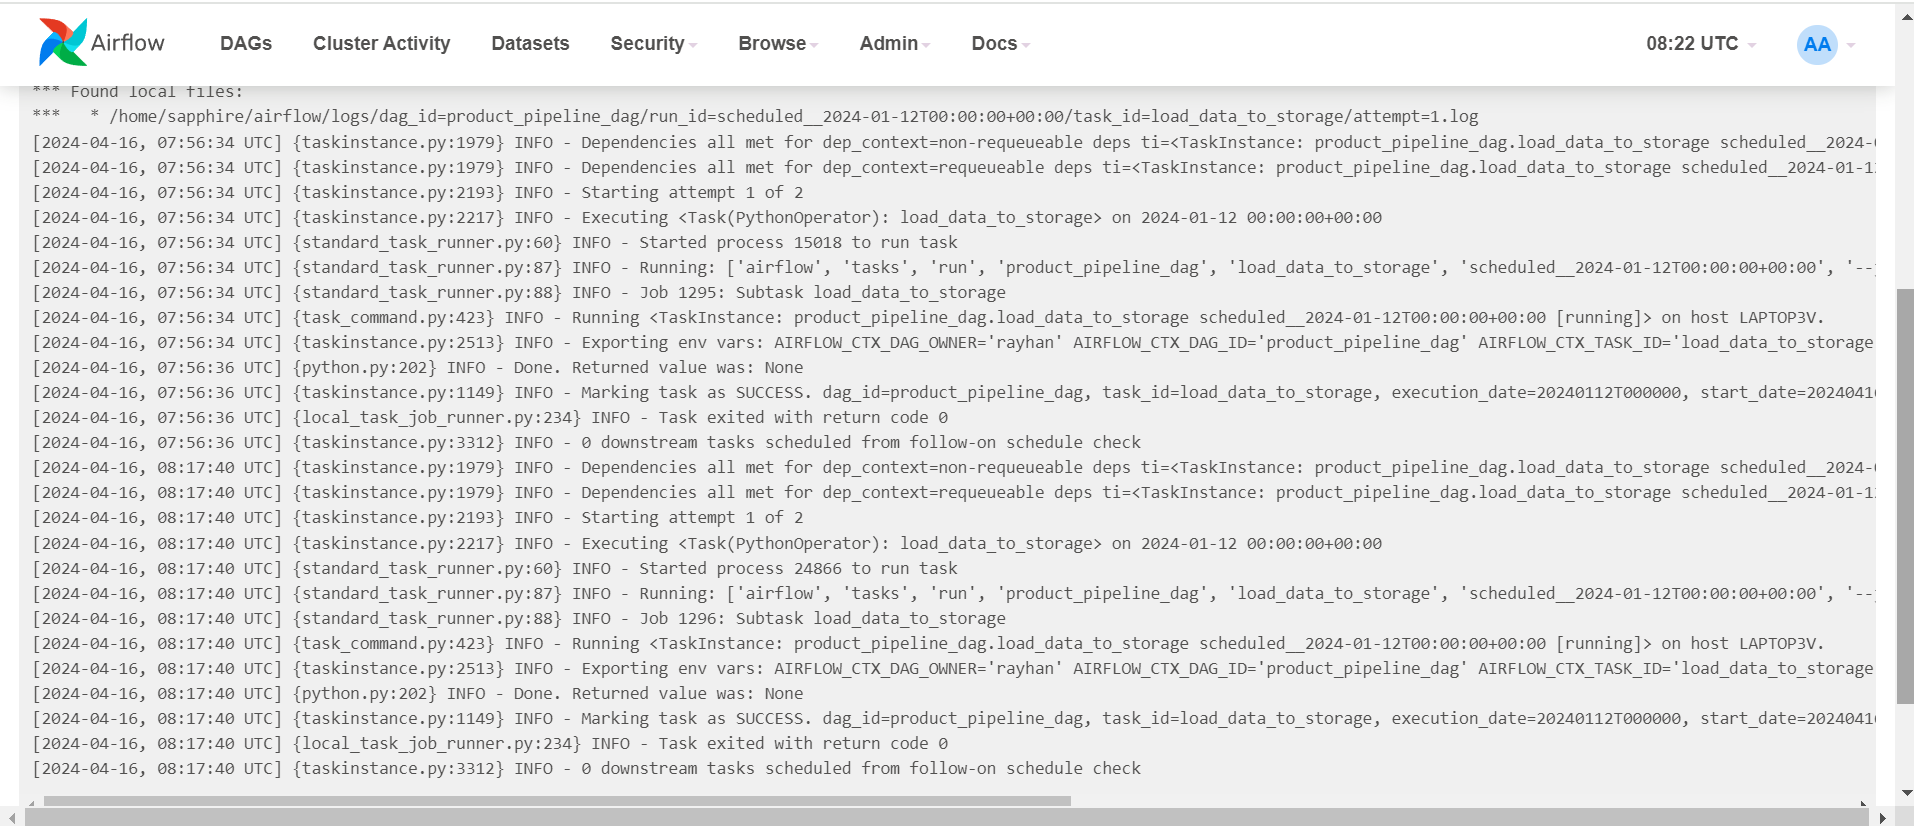 Airflow DAGs Cluster Activity Datasets Security Browse Admin Docs 08:22 UTC AA
*** Found local files:
***   * /home/sapphire/airflow/logs/dag_id=product_pipeline_dag/run_id=scheduled__2024-01-12T00:00:00+00:00/task_id=load_data_to_storage/attempt=1.log
[2024-04-16, 07:56:34 UTC] {taskinstance.py:1979} INFO - Dependencies all met for dep_context=non-requeueable deps ti=<TaskInstance: product_pipeline_dag.load_data_to_storage scheduled__2024-
[2024-04-16, 07:56:34 UTC] {taskinstance.py:1979} INFO - Dependencies all met for dep_context=requeueable deps ti=<TaskInstance: product_pipeline_dag.load_data_to_storage scheduled__2024-01-1
[2024-04-16, 07:56:34 UTC] {taskinstance.py:2193} INFO - Starting attempt 1 of 2
[2024-04-16, 07:56:34 UTC] {taskinstance.py:2217} INFO - Executing <Task(PythonOperator): load_data_to_storage> on 2024-01-12 00:00:00+00:00
[2024-04-16, 07:56:34 UTC] {standard_task_runner.py:60} INFO - Started process 15018 to run task
[2024-04-16, 07:56:34 UTC] {standard_task_runner.py:87} INFO - Running: ['airflow', 'tasks', 'run', 'product_pipeline_dag', 'load_data_to_storage', 'scheduled__2024-01-12T00:00:00+00:00', '--
[2024-04-16, 07:56:34 UTC] {standard_task_runner.py:88} INFO - Job 1295: Subtask load_data_to_storage
[2024-04-16, 07:56:34 UTC] {task_command.py:423} INFO - Running <TaskInstance: product_pipeline_dag.load_data_to_storage scheduled__2024-01-12T00:00:00+00:00 [running]> on host LAPTOP3V.
[2024-04-16, 07:56:34 UTC] {taskinstance.py:2513} INFO - Exporting env vars: AIRFLOW_CTX_DAG_OWNER='rayhan' AIRFLOW_CTX_DAG_ID='product_pipeline_dag' AIRFLOW_CTX_TASK_ID='load_data_to_storage
[2024-04-16, 07:56:36 UTC] {python.py:202} INFO - Done. Returned value was: None
[2024-04-16, 07:56:36 UTC] {taskinstance.py:1149} INFO - Marking task as SUCCESS. dag_id=product_pipeline_dag, task_id=load_data_to_storage, execution_date=20240112T000000, start_date=2024041
[2024-04-16, 07:56:36 UTC] {local_task_job_runner.py:234} INFO - Task exited with return code 0
[2024-04-16, 07:56:36 UTC] {taskinstance.py:3312} INFO - 0 downstream tasks scheduled from follow-on schedule check
[2024-04-16, 08:17:40 UTC] {taskinstance.py:1979} INFO - Dependencies all met for dep_context=non-requeueable deps ti=<TaskInstance: product_pipeline_dag.load_data_to_storage scheduled__2024-
[2024-04-16, 08:17:40 UTC] {taskinstance.py:1979} INFO - Dependencies all met for dep_context=requeueable deps ti=<TaskInstance: product_pipeline_dag.load_data_to_storage scheduled__2024-01-1
[2024-04-16, 08:17:40 UTC] {taskinstance.py:2193} INFO - Starting attempt 1 of 2
[2024-04-16, 08:17:40 UTC] {taskinstance.py:2217} INFO - Executing <Task(PythonOperator): load_data_to_storage> on 2024-01-12 00:00:00+00:00
[2024-04-16, 08:17:40 UTC] {standard_task_runner.py:60} INFO - Started process 24866 to run task
[2024-04-16, 08:17:40 UTC] {standard_task_runner.py:87} INFO - Running: ['airflow', 'tasks', 'run', 'product_pipeline_dag', 'load_data_to_storage', 'scheduled__2024-01-12T00:00:00+00:00', '--
[2024-04-16, 08:17:40 UTC] {standard_task_runner.py:88} INFO - Job 1296: Subtask load_data_to_storage
[2024-04-16, 08:17:40 UTC] {task_command.py:423} INFO - Running <TaskInstance: product_pipeline_dag.load_data_to_storage scheduled__2024-01-12T00:00:00+00:00 [running]> on host LAPTOP3V.
[2024-04-16, 08:17:40 UTC] {taskinstance.py:2513} INFO - Exporting env vars: AIRFLOW_CTX_DAG_OWNER='rayhan' AIRFLOW_CTX_DAG_ID='product_pipeline_dag' AIRFLOW_CTX_TASK_ID='load_data_to_storage
[2024-04-16, 08:17:40 UTC] {python.py:202} INFO - Done. Returned value was: None
[2024-04-16, 08:17:40 UTC] {taskinstance.py:1149} INFO - Marking task as SUCCESS. dag_id=product_pipeline_dag, task_id=load_data_to_storage, execution_date=20240112T000000, start_date=2024041
[2024-04-16, 08:17:40 UTC] {local_task_job_runner.py:234} INFO - Task exited with return code 0
[2024-04-16, 08:17:40 UTC] {taskinstance.py:3312} INFO - 0 downstream tasks scheduled from follow-on schedule check